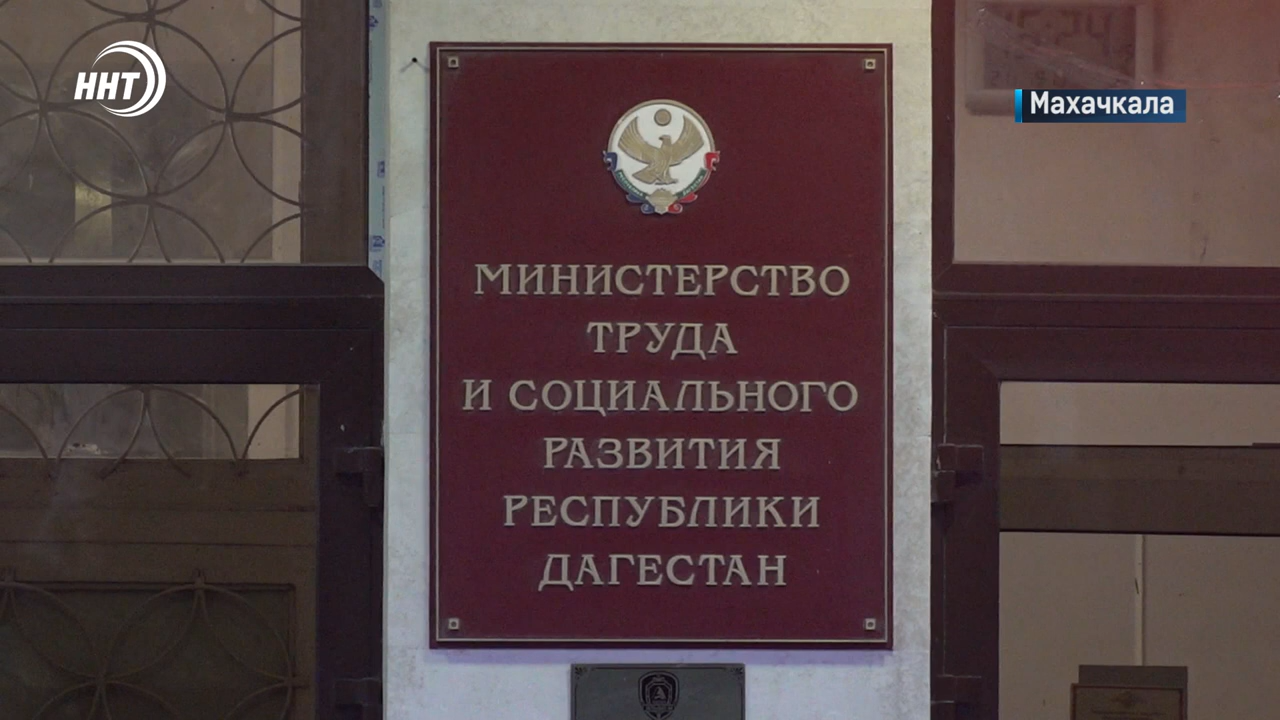 ННТ
Махачкала
МИНИСТЕРСТВО
ТРУДА
И СОЦИАЛЬНОГО
РАЗВИТИЯ
РЕСПУБЛИКИ
ДАГЕСТАН